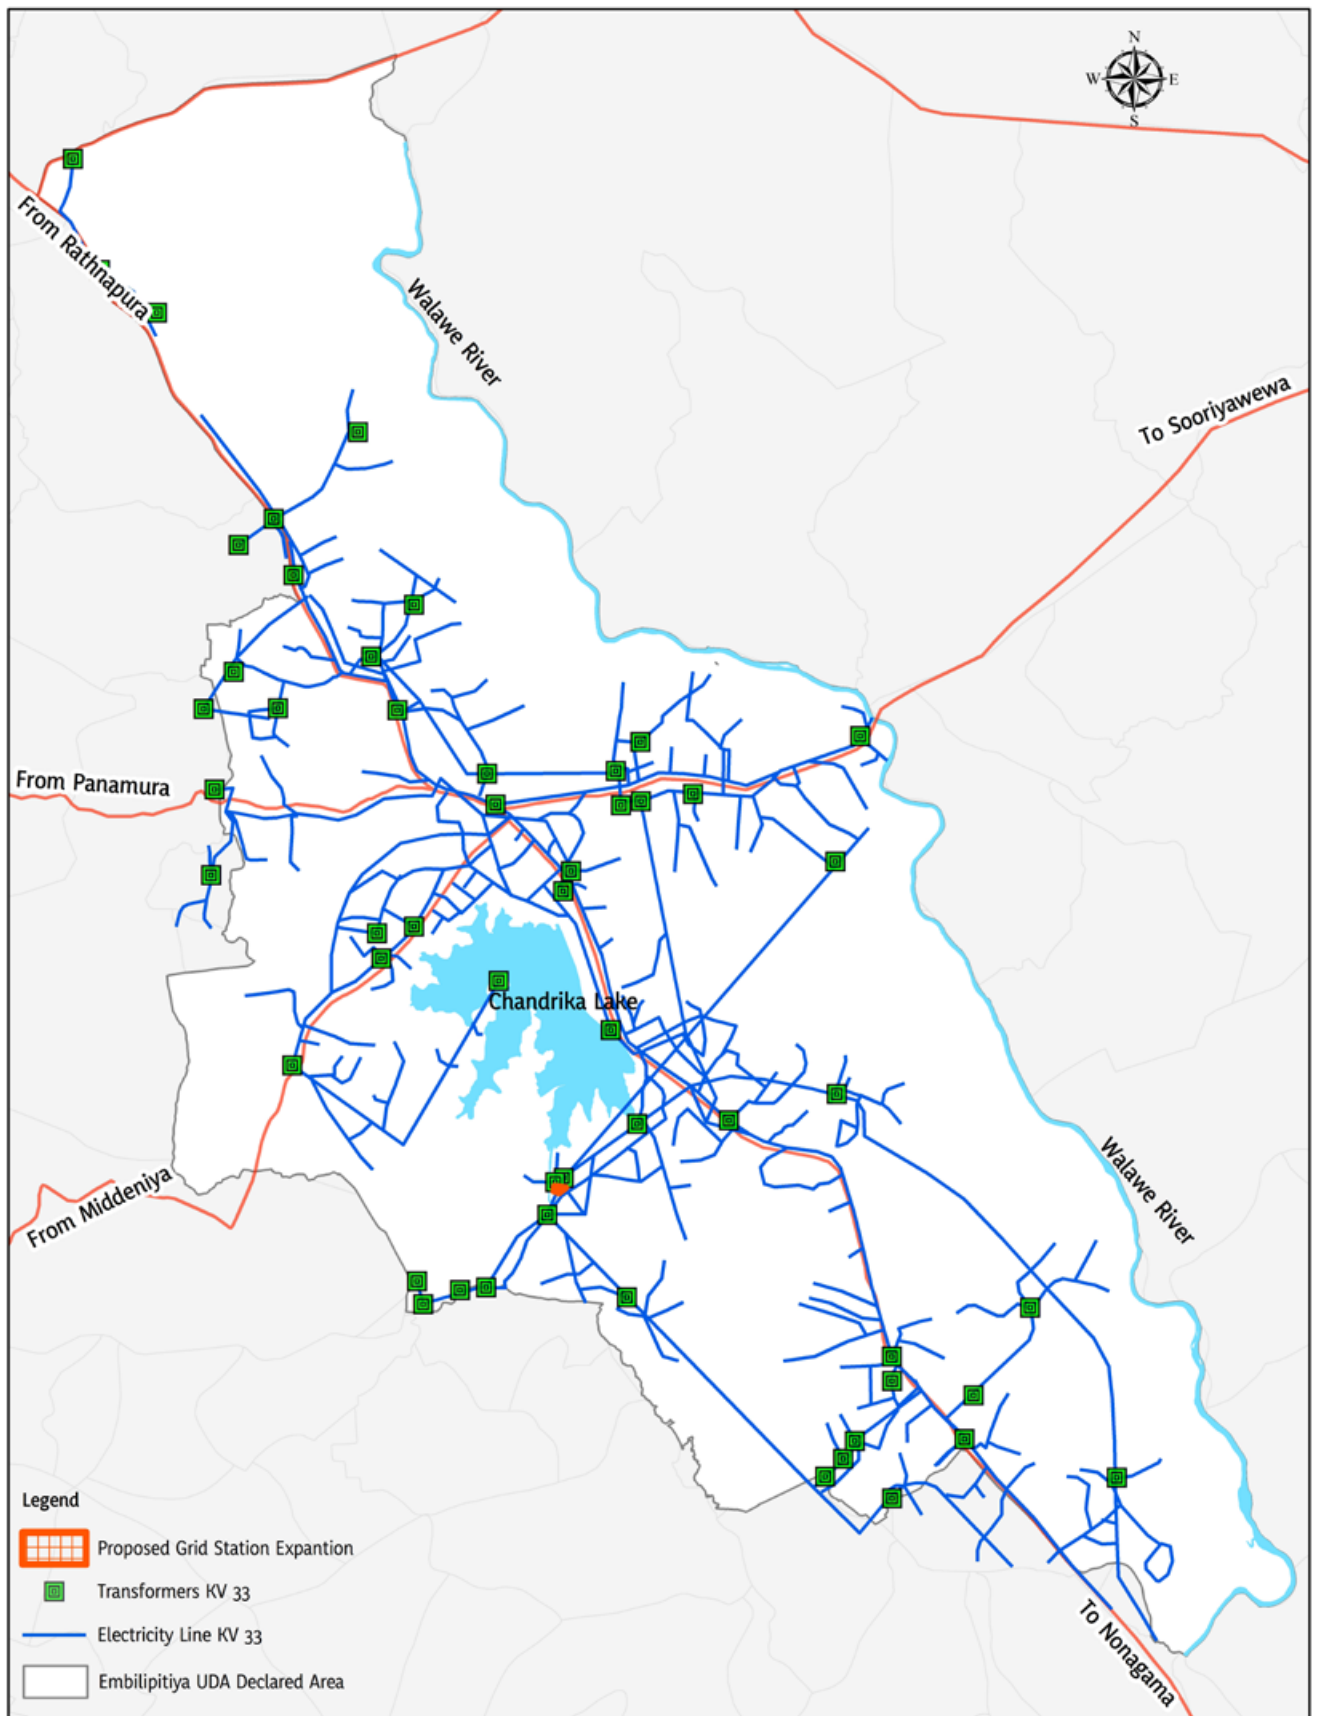 N
W E
S
From Rathnapura
Walawe River
To Sooriyawewa
From Panamura
Chandrika Lake
From Middeniya
Walawe River
To Nonagama
Legend
Proposed Grid Station Expantion
Transformers KV 33
Electricity Line KV 33
Embilipitiya UDA Declared Area